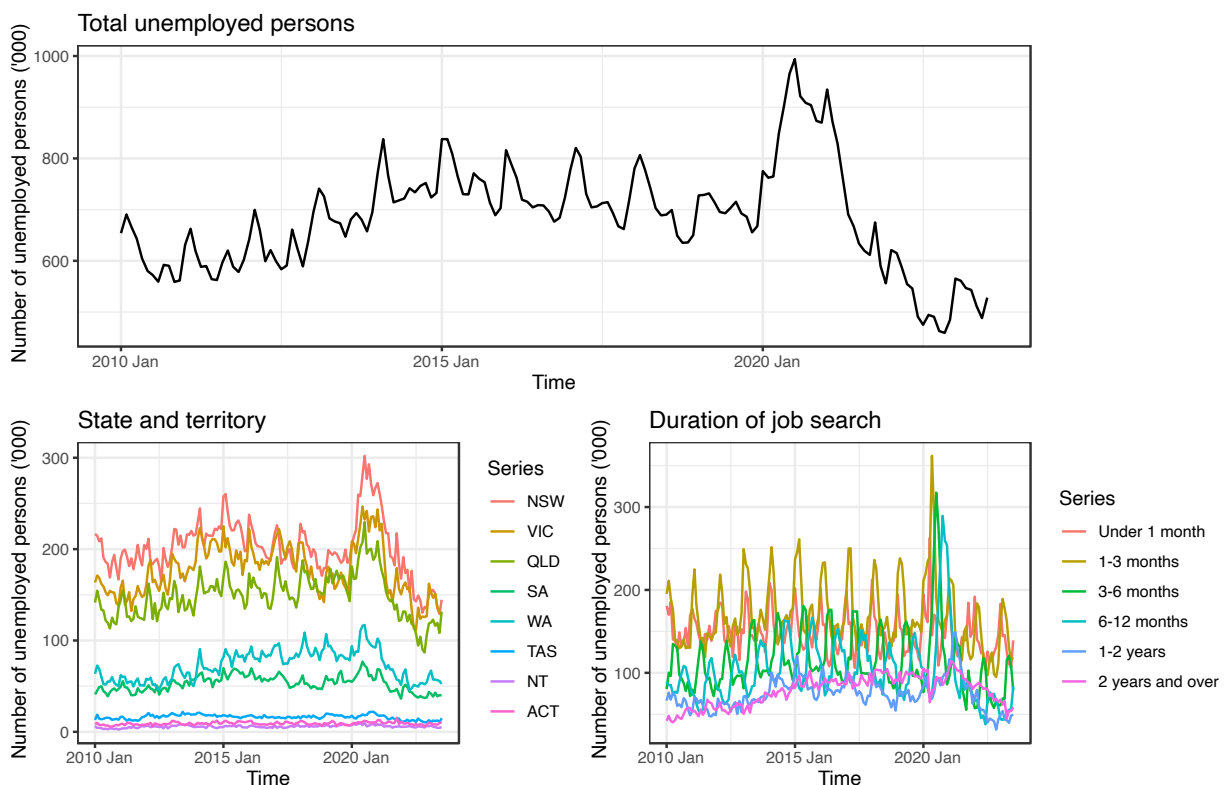 Total unemployed persons
Number of unemployed persons ('000)
1000
800
600
2010 Jan
2015 Jan
2020 Jan
Time
State and territory
Number of unemployed persons ('000)
300
200
100
0
2010 Jan
2015 Jan
2020 Jan
Time
Series
NSW
VIC
QLD
SA
WA
TAS
NT
ACT
Duration of job search
Number of unemployed persons ('000)
300
200
100
2010 Jan
2015 Jan
2020 Jan
Time
Series
Under 1 month
1-3 months
3-6 months
6-12 months
1-2 years
2 years and over